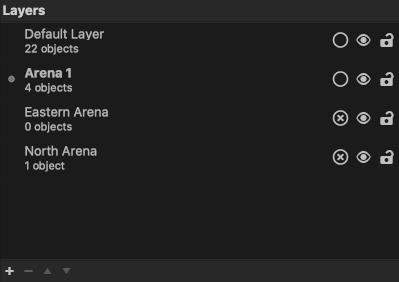 Layers
Default Layer
22 objects
Arena 1
4 objects
Eastern Arena
0 objects
North Arena
1 object